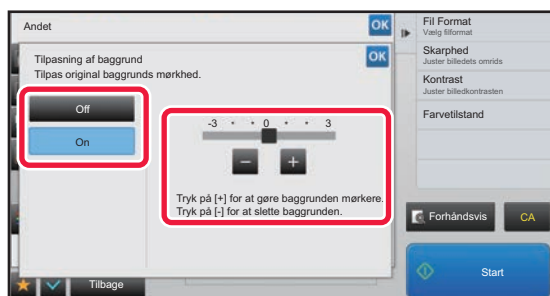 Andet
OK
Tilpasning af baggrund
Tilpas original baggrunds mørkhed.
OK
Off
On
-3 0 3
- +
Tryk på [+] for at gøre baggrunden mørkere.
Tryk på [-] for at slette baggrunden.
Tilbage
Fil Format
Vælg filformat
Skarphed
Juster billedets omrids
Kontrast
Juster billedkontrasten
Farvetilstand
Forhåndsvis
CA
Start